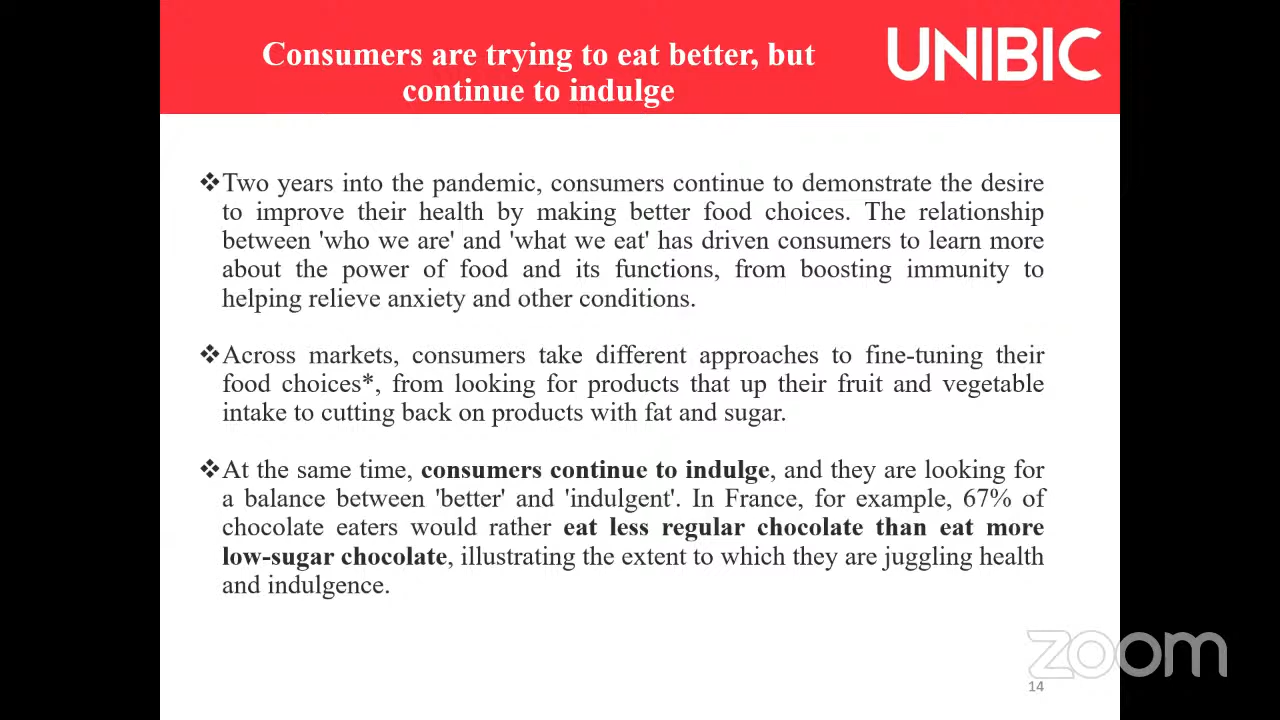 Consumers are trying to eat better, but
continue to indulge
UNIBIC
❖Two years into the pandemic, consumers continue to demonstrate the desire
to improve their health by making better food choices. The relationship
between 'who we are' and 'what we eat' has driven consumers to learn more
about the power of food and its functions, from boosting immunity to
helping relieve anxiety and other conditions.
❖Across markets, consumers take different approaches to fine-tuning their
food choices*, from looking for products that up their fruit and vegetable
intake to cutting back on products with fat and sugar.
❖At the same time, consumers continue to indulge, and they are looking for
a balance between 'better' and 'indulgent'. In France, for example, 67% of
chocolate eaters would rather eat less regular chocolate than eat more
low-sugar chocolate, illustrating the extent to which they are juggling health
and indulgence.
zoom
14